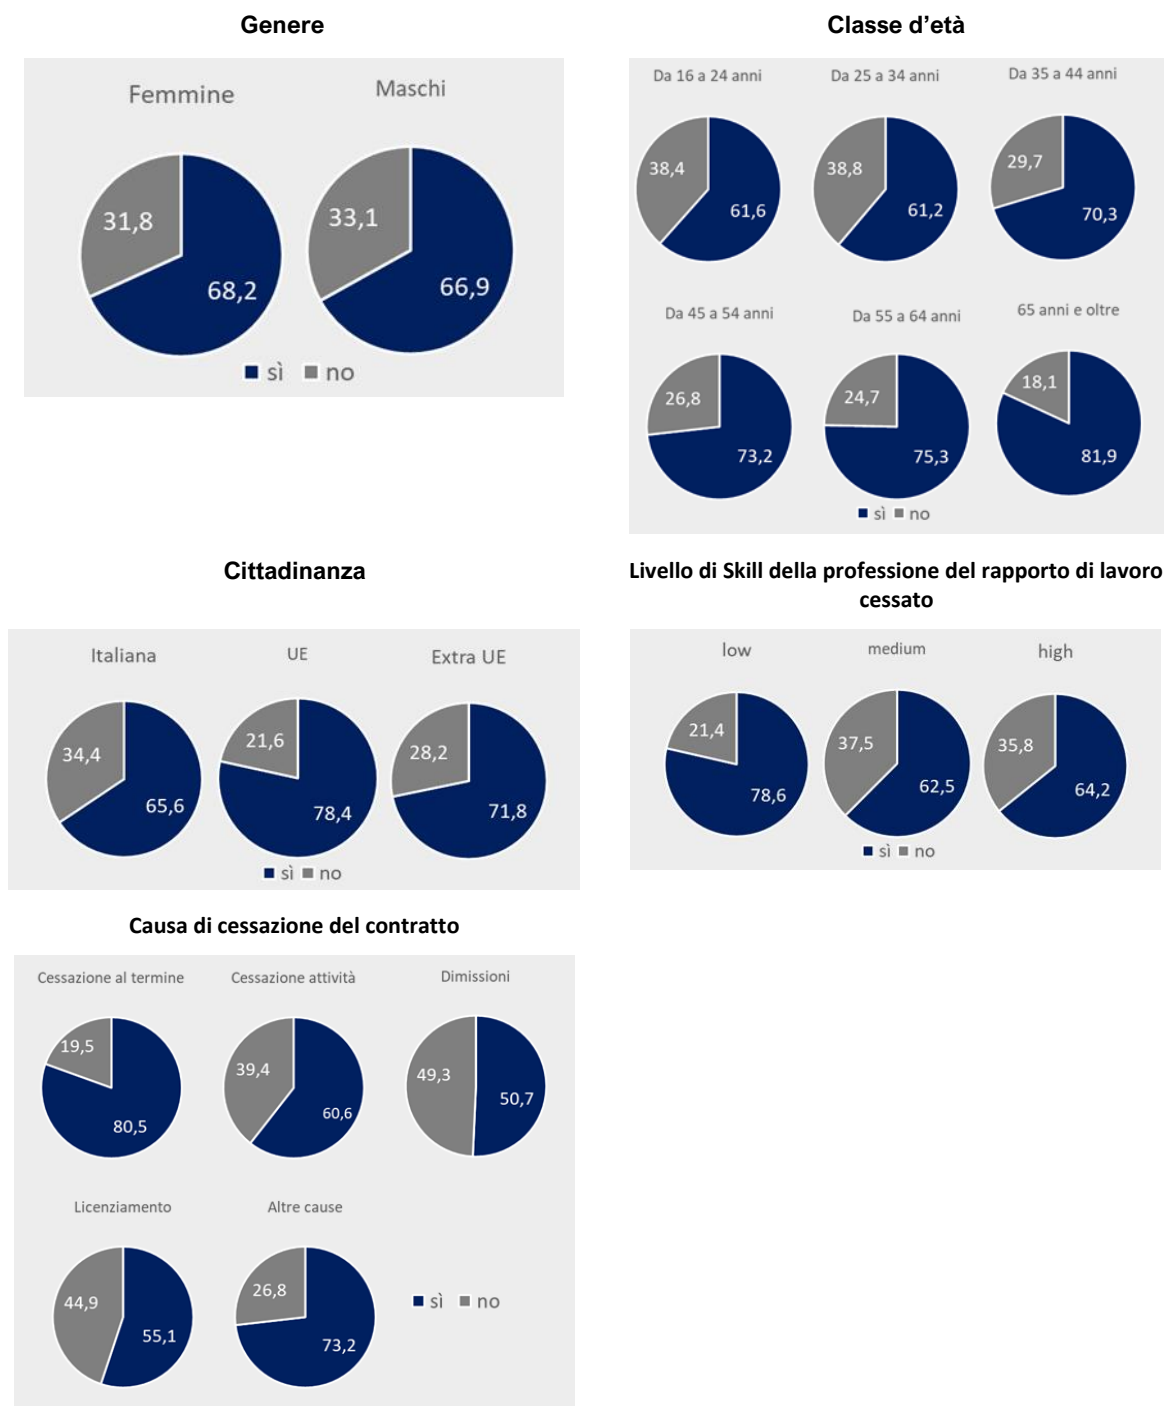 Genere
Femmine
Maschi
31,8
68,2
33,1
66,9
sì no
Classe d'età
Da 16 a 24 anni
Da 25 a 34 anni
Da 35 a 44 anni
38,4
61,6
38,8
61,2
29,7
70,3
Da 45 a 54 anni
Da 55 a 64 anni
65 anni e oltre
26,8
73,2
24,7
75,3
18,1
81,9
sì no
Cittadinanza
Italiana
UE
Extra UE
34,4
65,6
21,6
78,4
28,2
71,8
sì no
Livello di Skill della professione del rapporto di lavoro
cessato
low
medium
high
21,4
78,6
37,5
62,5
35,8
64,2
sì no
Causa di cessazione del contratto
Cessazione al termine
Cessazione attività
Dimissioni
19,5
80,5
39,4
60,6
49,3
50,7
Licenziamento
Altre cause
44,9
55,1
26,8
73,2
sì no